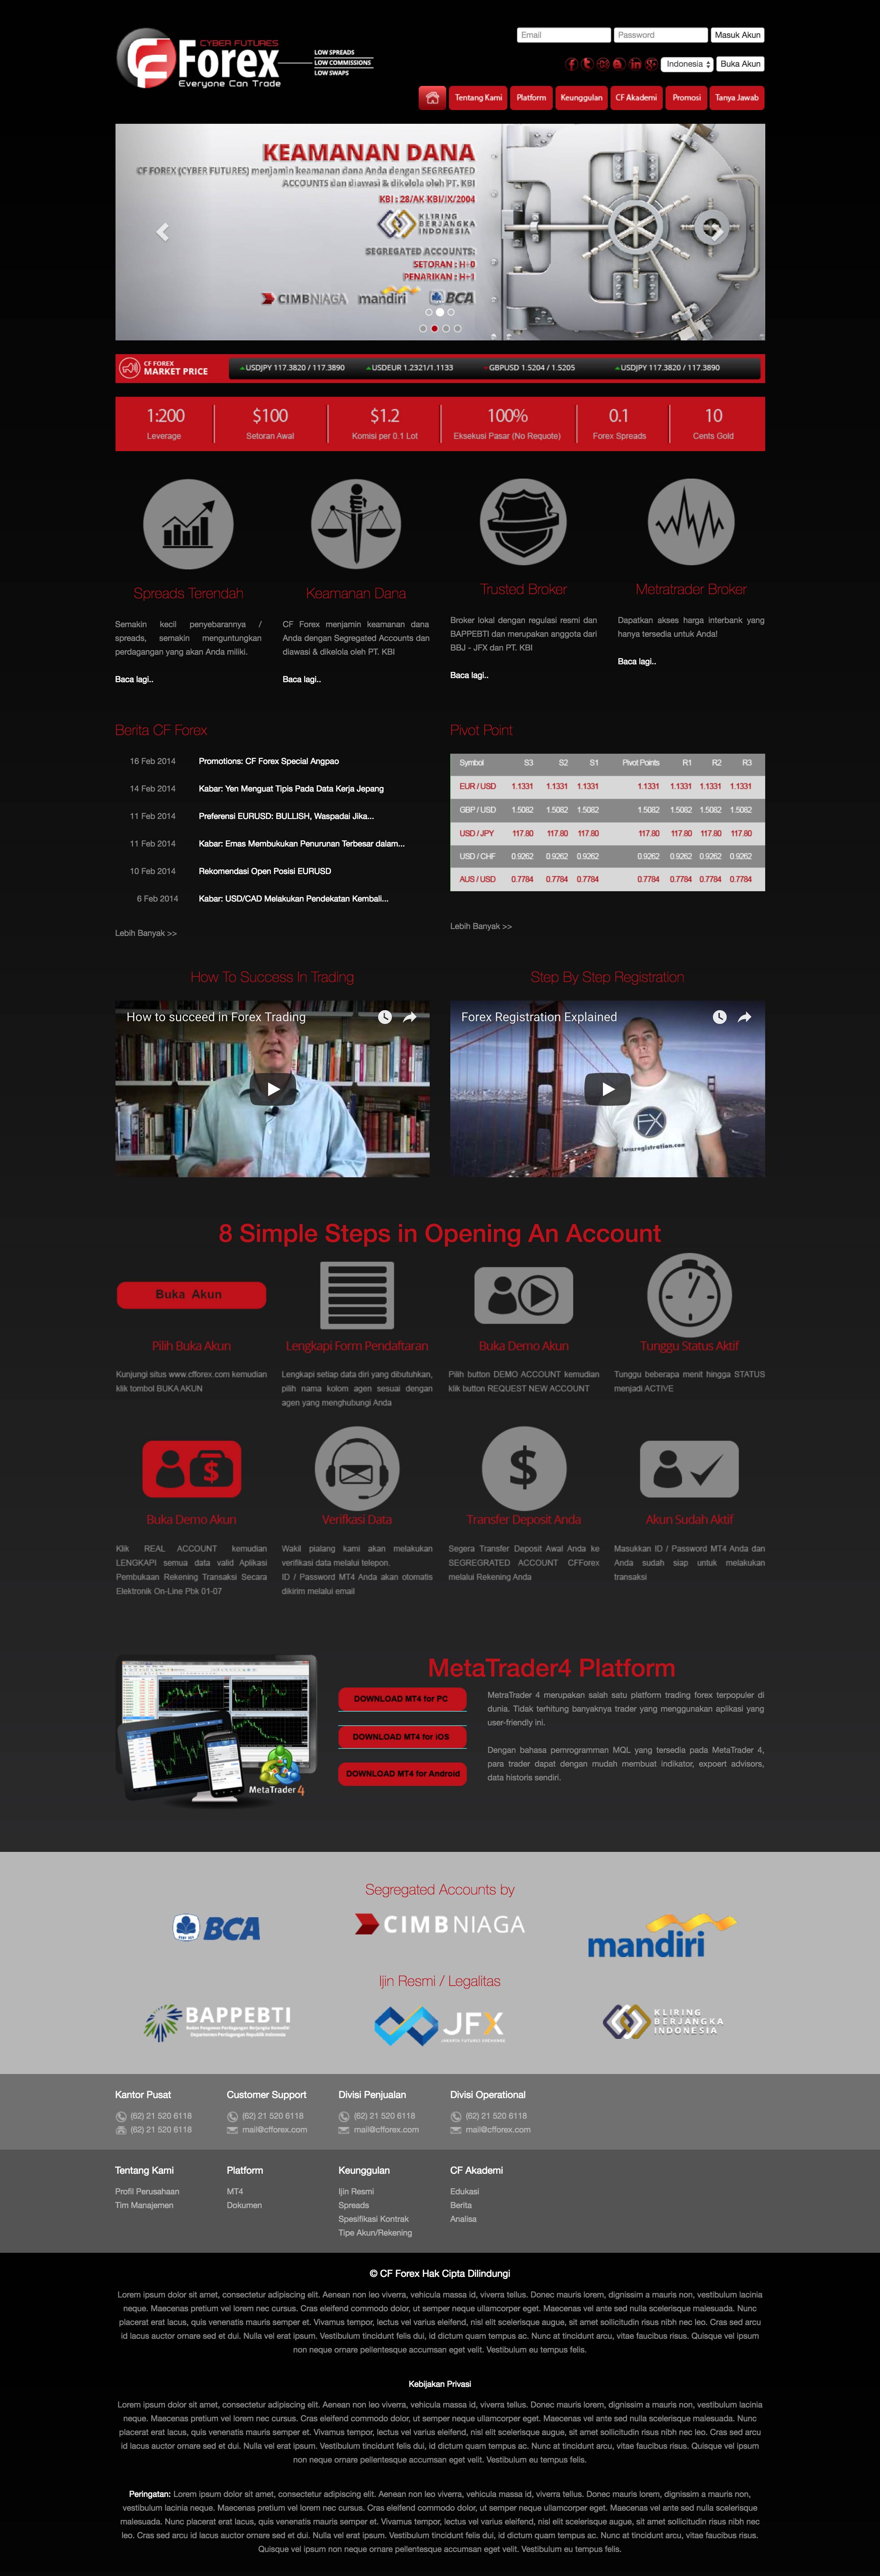 Email Password Masuk Akun
CYBER FUTURES
CForex
Everyone Can Trade
LOW SPREADS
LOW COMMISSIONS
LOW SWAPS
Indonesia Buka Akun
Tentang Kami Platform Keunggulan CF Akademi Promosi Tanya Jawab
KEAMANAN DANA
CF FOREX (CYBER FUTURES) menjamin keamanan dana Anda dengan SEGREGATED
ACCOUNTS dan diawasi & dikelola oleh PT. KBI
KBI : 28/AK-KBI/IX/2004
KLIRING
BERJANGKA
INDONESIA
SEGREGATED ACCOUNTS:
SETORAN : H+0
PENARIKAN : H+1
CIMBNIAGA mandiri BCA
CF FOREX
MARKET PRICE
USDJPY 117.3820 / 117.3890 USDEUR 1.2321/1.1133 GBPUSD 1.5204 / 1.5205 USDJPY 117.3820 / 117.3890
1:200 $100 $1.2 100% 0.1 10
Leverage Setoran Awal Komisi per 0.1 Lot Eksekusi Pasar (No Requote) Forex Spreads Cents Gold
Spreads Terendah
Semakin kecil penyebarannya /
spreads, semakin menguntungkan
perdagangan yang akan Anda miliki.
Baca lagi..
Keamanan Dana
CF Forex menjamin keamanan dana
Anda dengan Segregated Accounts dan
diawasi & dikelola oleh PT. KBI
Baca lagi..
Trusted Broker
Broker lokal dengan regulasi resmi dan
BAPPEBTI dan merupakan anggota dari
BBJ - JFX dan PT. KBI
Baca lagi..
Metratrader Broker
Dapatkan akses harga interbank yang
hanya tersedia untuk Anda!
Baca lagi..
Berita CF Forex
16 Feb 2014 Promotions: CF Forex Special Angpao
14 Feb 2014 Kabar: Yen Menguat Tipis Pada Data Kerja Jepang
11 Feb 2014 Preferensi EURUSD: BULLISH, Waspadai Jika...
11 Feb 2014 Kabar: Emas Membukukan Penurunan Terbesar dalam...
10 Feb 2014 Rekomendasi Open Posisi EURUSD
6 Feb 2014 Kabar: USD/CAD Melakukan Pendekatan Kembali...
Lebih Banyak >>
Pivot Point
Symbol S3 S2 S1 Pivot Points R1 R2 R3
EUR / USD 1.1331 1.1331 1.1331 1.1331 1.1331 1.1331 1.1331
GBP / USD 1.5082 1.5082 1.5082 1.5082 1.5082 1.5082 1.5082
USD / JPY 117.80 117.80 117.80 117.80 117.80 117.80 117.80
USD / CHF 0.9262 0.9262 0.9262 0.9262 0.9262 0.9262 0.9262
AUS / USD 0.7784 0.7784 0.7784 0.7784 0.7784 0.7784 0.7784
Lebih Banyak >>
How To Success In Trading
How to succeed in Forex Trading
Step By Step Registration
Forex Registration Explained
FX
forexregistration.com
8 Simple Steps in Opening An Account
Buka Akun
Pilih Buka Akun
Kunjungi situs www.cfforex.com kemudian
klik tombol BUKA AKUN
Lengkapi Form Pendaftaran
Lengkapi setiap data diri yang dibutuhkan,
pilih nama kolom agen sesuai dengan
agen yang menghubungi Anda
Buka Demo Akun
Pilih button DEMO ACCOUNT kemudian
klik button REQUEST NEW ACCOUNT
Tunggu Status Aktif
Tunggu beberapa menit hingga STATUS
menjadi ACTIVE
$
Buka Demo Akun
Klik REAL ACCOUNT kemudian
LENGKAPI semua data valid Aplikasi
Pembukaan Rekening Transaksi Secara
Elektronik On-Line Pbk 01-07
Verifkasi Data
Wakil pialang kami akan melakukan
verifikasi data melalui telepon.
ID / Password MT4 Anda akan otomatis
dikirim melalui email
$
Transfer Deposit Anda
Segera Transfer Deposit Awal Anda ke
SEGREGRATED ACCOUNT CFForex
melalui Rekening Anda
Akun Sudah Aktif
Masukkan ID / Password MT4 Anda dan
Anda sudah siap untuk melakukan
transaksi
MetaTrader 4
MetaTrader4 Platform
DOWNLOAD MT4 for PC
DOWNLOAD MT4 for iOS
DOWNLOAD MT4 for Android
MetraTrader 4 merupakan salah satu platform trading forex terpopuler di
dunia. Tidak terhitung banyaknya trader yang menggunakan aplikasi yang
user-friendly ini.
Dengan bahasa pemrogramman MQL yang tersedia pada MetaTrader 4,
para trader dapat dengan mudah membuat indikator, expoert advisors,
data historis sendiri.
Segregated Accounts by
BCA CIMBNIAGA mandiri
Ijin Resmi / Legalitas
BAPPEBTI
JFX
JAKARTA FUTURES EXCHANGE
KLIRING
BERJANGKA
INDONESIA
Kantor Pusat Customer Support Divisi Penjualan Divisi Operational
(62) 21 520 6118 (62) 21 520 6118 (62) 21 520 6118 (62) 21 520 6118
(62) 21 520 6118 mail@cfforex.com mail@cfforex.com mail@cfforex.com
Tentang Kami Platform Keunggulan CF Akademi
Profil Perusahaan MT4 Ijin Resmi Edukasi
Tim Manajemen Dokumen Spreads Berita
Spesifikasi Kontrak Analisa
Tipe Akun/Rekening
© CF Forex Hak Cipta Dilindungi
Lorem ipsum dolor sit amet, consectetur adipiscing elit. Aenean non leo viverra, vehicula massa id, viverra tellus. Donec mauris lorem, dignissim a mauris non, vestibulum lacinia
neque. Maecenas pretium vel lorem nec cursus. Cras eleifend commodo dolor, ut semper neque ullamcorper eget. Maecenas vel ante sed nulla scelerisque malesuada. Nunc
placerat erat lacus, quis venenatis mauris semper et. Vivamus tempor, lectus vel varius eleifend, nisl elit scelerisque augue, sit amet sollicitudin risus nibh nec leo. Cras sed arcu
id lacus auctor ornare sed et dui. Nulla vel erat ipsum. Vestibulum tincidunt felis dui, id dictum quam tempus ac. Nunc at tincidunt arcu, vitae faucibus risus. Quisque vel ipsum
non neque ornare pellentesque accumsan eget velit. Vestibulum eu tempus felis.
Kebijakan Privasi
Lorem ipsum dolor sit amet, consectetur adipiscing elit. Aenean non leo viverra, vehicula massa id, viverra tellus. Donec mauris lorem, dignissim a mauris non, vestibulum lacinia
neque. Maecenas pretium vel lorem nec cursus. Cras eleifend commodo dolor, ut semper neque ullamcorper eget. Maecenas vel ante sed nulla scelerisque malesuada. Nunc
placerat erat lacus, quis venenatis mauris semper et. Vivamus tempor, lectus vel varius eleifend, nisl elit scelerisque augue, sit amet sollicitudin risus nibh nec leo. Cras sed arcu
id lacus auctor ornare sed et dui. Nulla vel erat ipsum. Vestibulum tincidunt felis dui, id dictum quam tempus ac. Nunc at tincidunt arcu, vitae faucibus risus. Quisque vel ipsum
non neque ornare pellentesque accumsan eget velit. Vestibulum eu tempus felis.
Peringatan: Lorem ipsum dolor sit amet, consectetur adipiscing elit. Aenean non leo viverra, vehicula massa id, viverra tellus. Donec mauris lorem, dignissim a mauris non,
vestibulum lacinia neque. Maecenas pretium vel lorem nec cursus. Cras eleifend commodo dolor, ut semper neque ullamcorper eget. Maecenas vel ante sed nulla scelerisque
malesuada. Nunc placerat erat lacus, quis venenatis mauris semper et. Vivamus tempor, lectus vel varius eleifend, nisl elit scelerisque augue, sit amet sollicitudin risus nibh nec
leo. Cras sed arcu id lacus auctor ornare sed et dui. Nulla vel erat ipsum. Vestibulum tincidunt felis dui, id dictum quam tempus ac. Nunc at tincidunt arcu, vitae faucibus risus.
Quisque vel ipsum non neque ornare pellentesque accumsan eget velit. Vestibulum eu tempus felis.